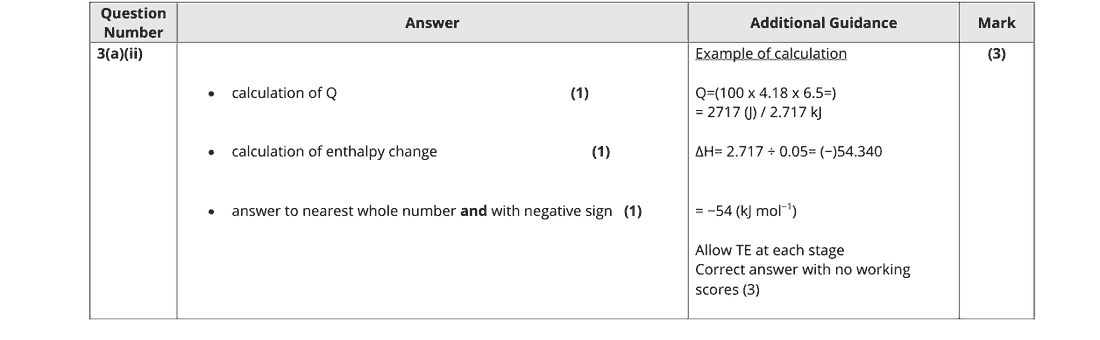 Question Number
Answer
Additional Guidance
Mark
3(a)(ii)
Example of calculation
(3)
• calculation of Q (1)
Q=(100 x 4.18 x 6.5=)
= 2717 (J) / 2.717 kJ
• calculation of enthalpy change (1)
ΔH= 2.717 ÷ 0.05= (−)54.340
• answer to nearest whole number and with negative sign (1)
= −54 (kJ mol⁻¹)
Allow TE at each stage
Correct answer with no working
scores (3)